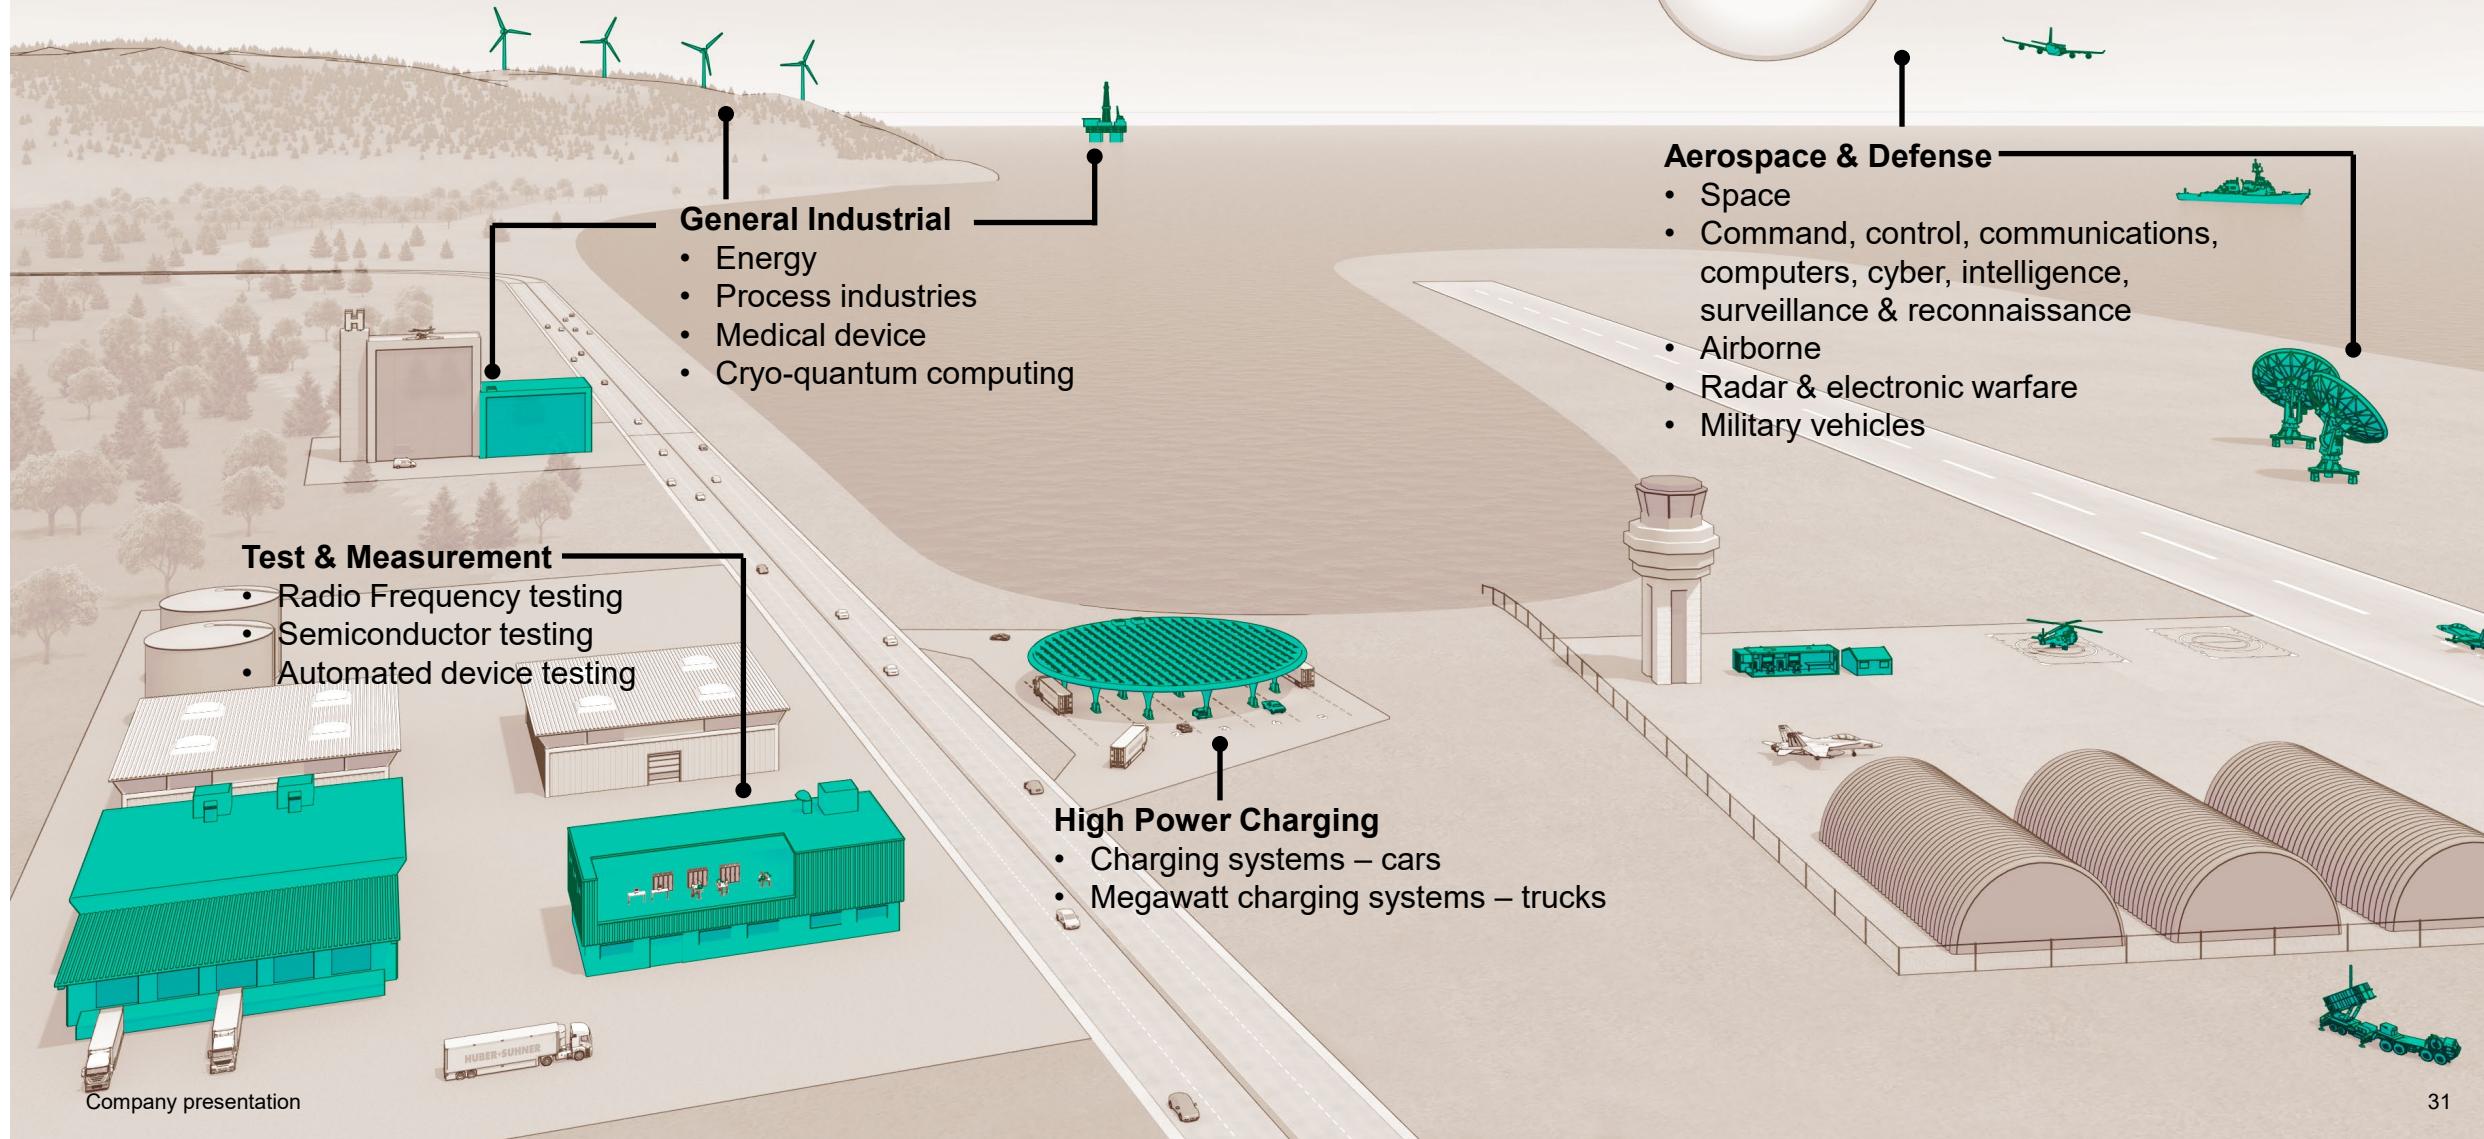 General Industrial
• Energy
• Process industries
• Medical device
• Cryo-quantum computing
Aerospace & Defense
• Space
• Command, control, communications,
computers, cyber, intelligence,
surveillance & reconnaissance
• Airborne
• Radar & electronic warfare
• Military vehicles
H
Test & Measurement
• Radio Frequency testing
• Semiconductor testing
• Automated device testing
High Power Charging
• Charging systems – cars
• Megawatt charging systems – trucks
HUBER+SUHNER
Company presentation
31